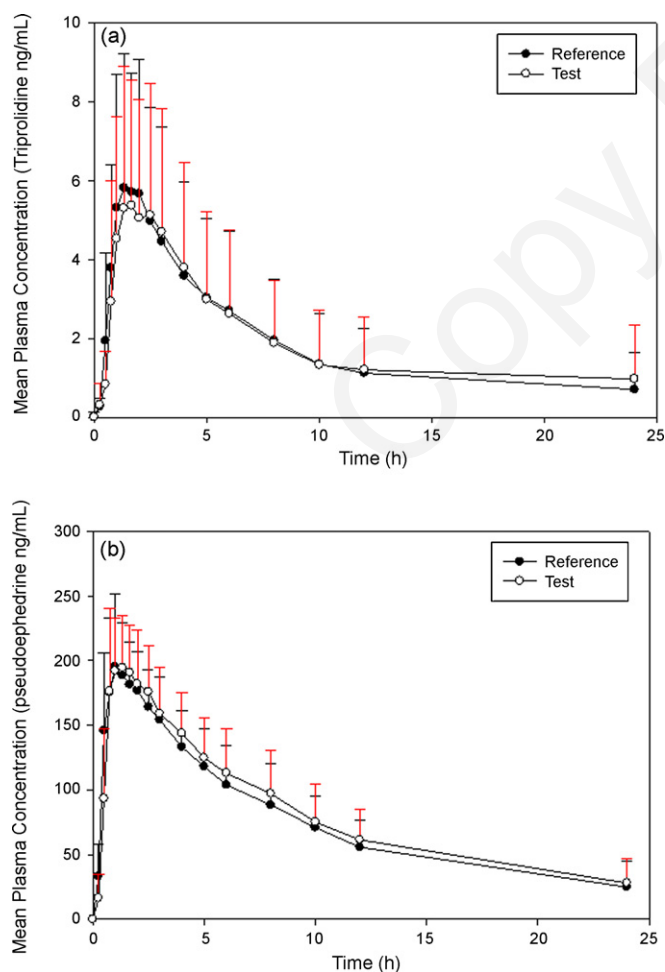 (a)
Reference
Test
Mean Plasma Concentration (Triprolidine ng/mL)
10
8
6
4
2
0
0 5 10 15 20 25
Time (h)
Copy
(b)
Reference
Test
Mean Plasma Concentration (pseudoephedrine ng/mL)
300
250
200
150
100
50
0
0 5 10 15 20 25
Time (h)